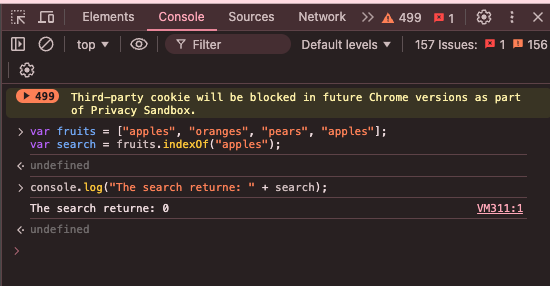 Elements Console Sources Network >> 499 1
top Filter Default levels 157 Issues: 1 156
499 Third-party cookie will be blocked in future Chrome versions as part
of Privacy Sandbox.
> var fruits = ["apples", "oranges", "pears", "apples"];
var search = fruits.indexOf("apples");
undefined
> console.log("The search returne: " + search);
The search returne: 0 VM311:1
undefined
>